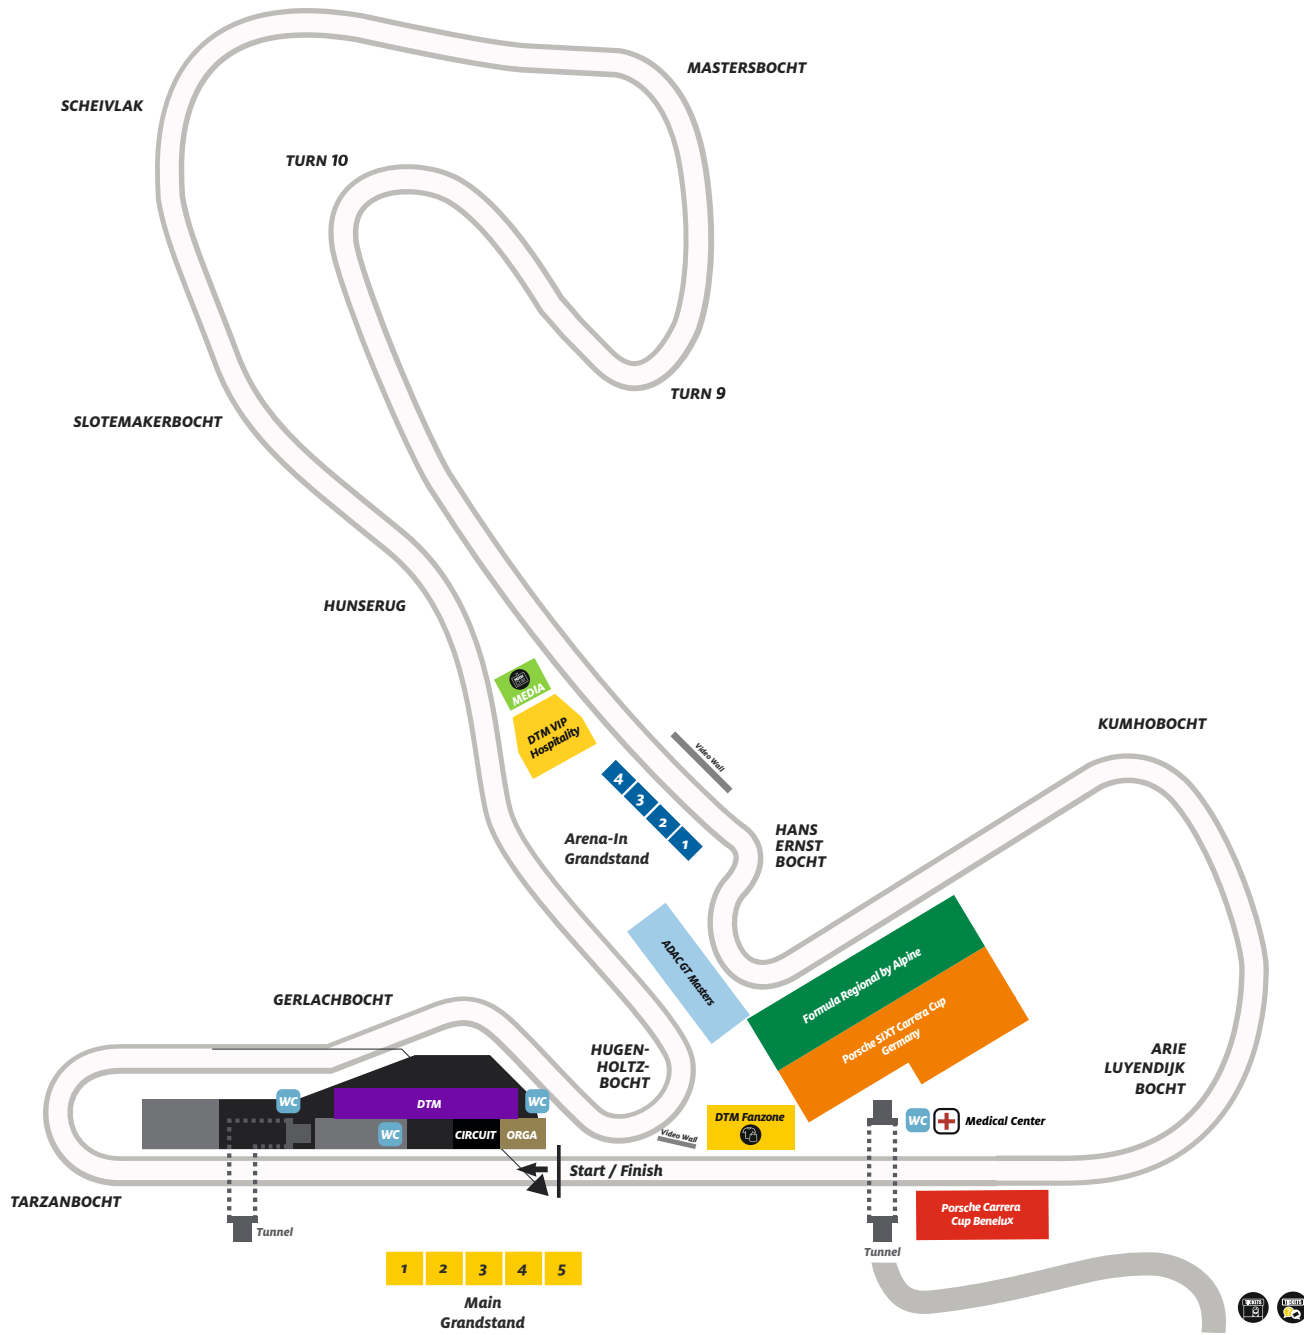 MASTERSBOCHT
SCHEIVLAK
TURN 10
TURN 9
SLOTEMAKERBOCHT
HUNSERUG
MEDIA
DTM VIP
Hospitality
Video Wall
KUMHOBOCHT
4
3
2
1
Arena-In
Grandstand
HANS
ERNST
BOCHT
ADAC GT Masters
Formula Regional by Alpine
Porsche SIXT Carrera Cup
Germany
GERLACHBOCHT
HUGEN-
HOLTZ-
BOCHT
ARIE
LUYENDIJK
BOCHT
WC
DTM
WC
WC
CIRCUIT
ORGA
DTM Fanzone
Video Wall
WC
Medical Center
Start / Finish
TARZANBOCHT
Tunnel
Porsche Carrera
Cup Benelux
Tunnel
1 2 3 4 5
Main
Grandstand
TICKETS
TICKETS